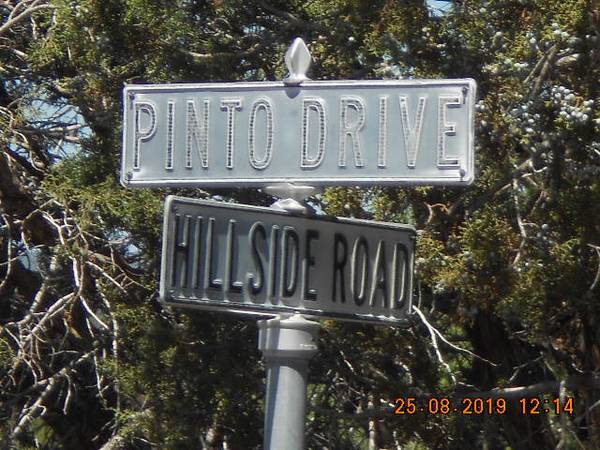 PINTO DRIVE
HILLSIDE ROAD
25 08 2019 12:14